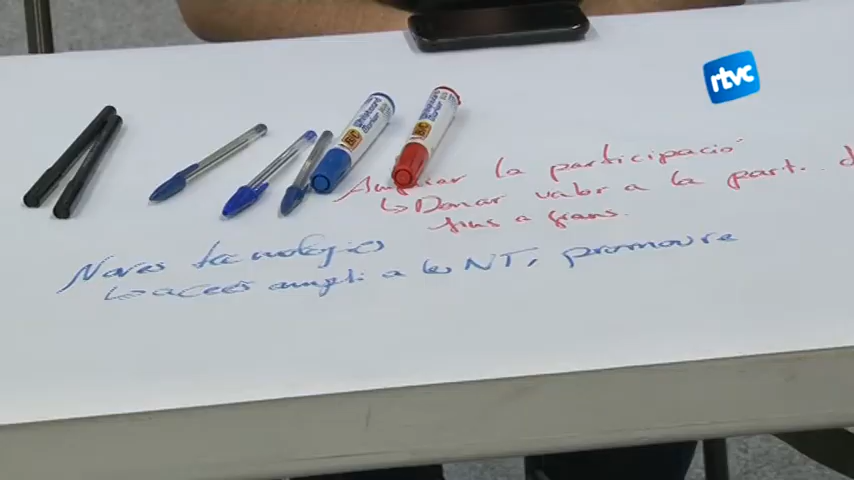 rtvc
Ampliar la participació
↳ Donar valor a la part. d
fins a grans.
Noves tecnologies
↳ accés ampli a les NT, promoure